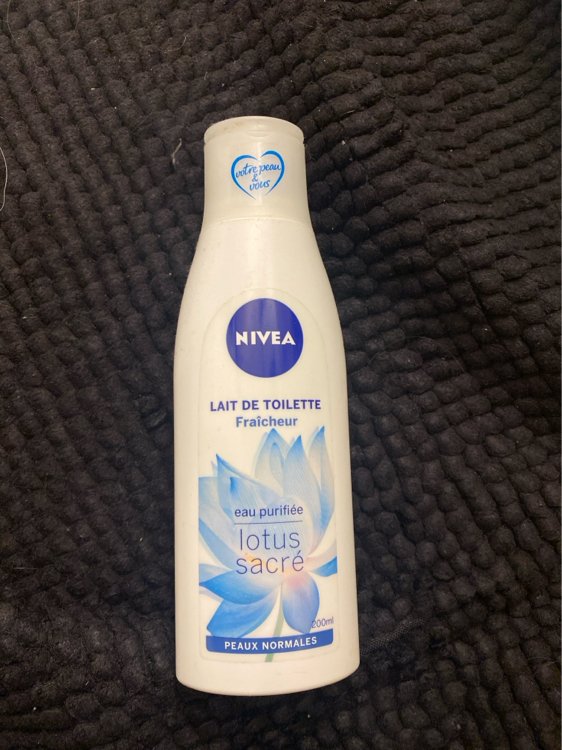 votre peau
&
vous
NIVEA
LAIT DE TOILETTE
Fraîcheur
eau purifiée
lotus
sacré
200ml
PEAUX NORMALES